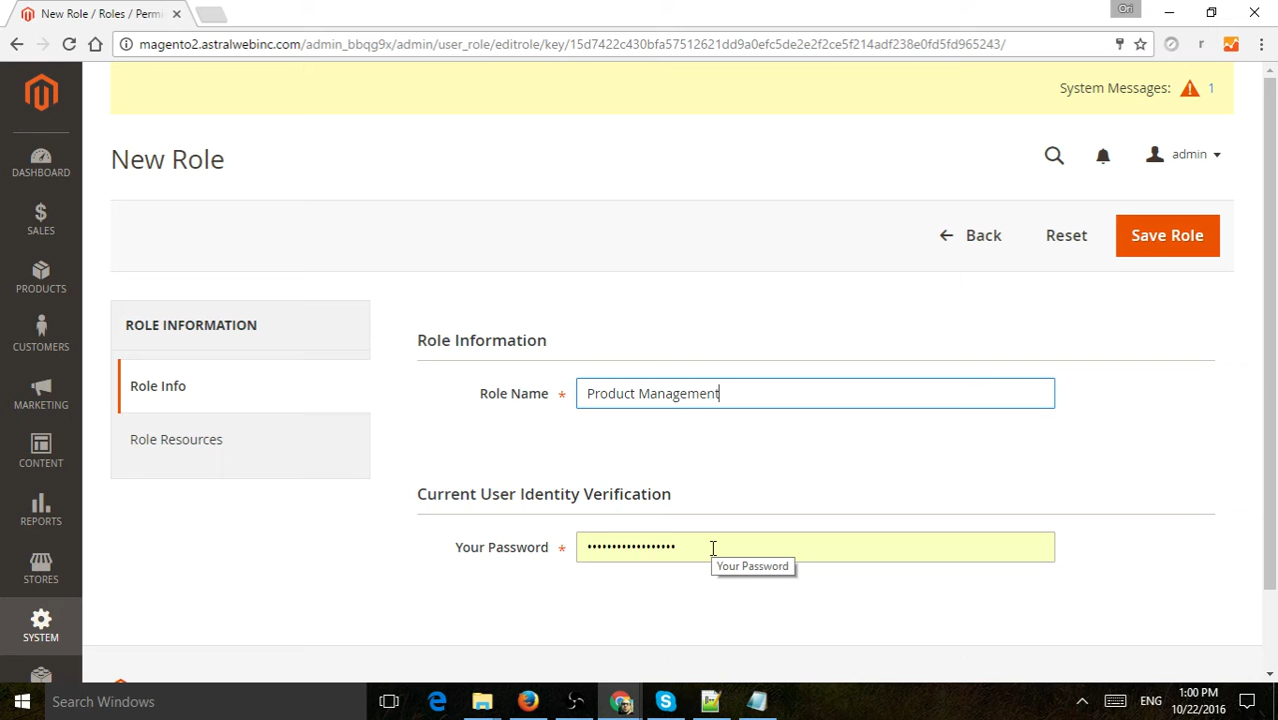 New Role / Roles / Permi
Ori
magento2.astralwebinc.com/admin_bbqg9x/admin/user_role/editrole/key/15d7422c430bfa57512621dd9a0efc5de2e2f2ce5f214adf238e0fd5fd965243/
System Messages: 1
New Role
admin
Back
Reset
Save Role
DASHBOARD
SALES
PRODUCTS
CUSTOMERS
MARKETING
CONTENT
REPORTS
STORES
SYSTEM
ROLE INFORMATION
Role Info
Role Resources
Role Information
Role Name * Product Management
Current User Identity Verification
Your Password * ••••••••••••••••••
Your Password
Search Windows
ENG
1:00 PM
10/22/2016